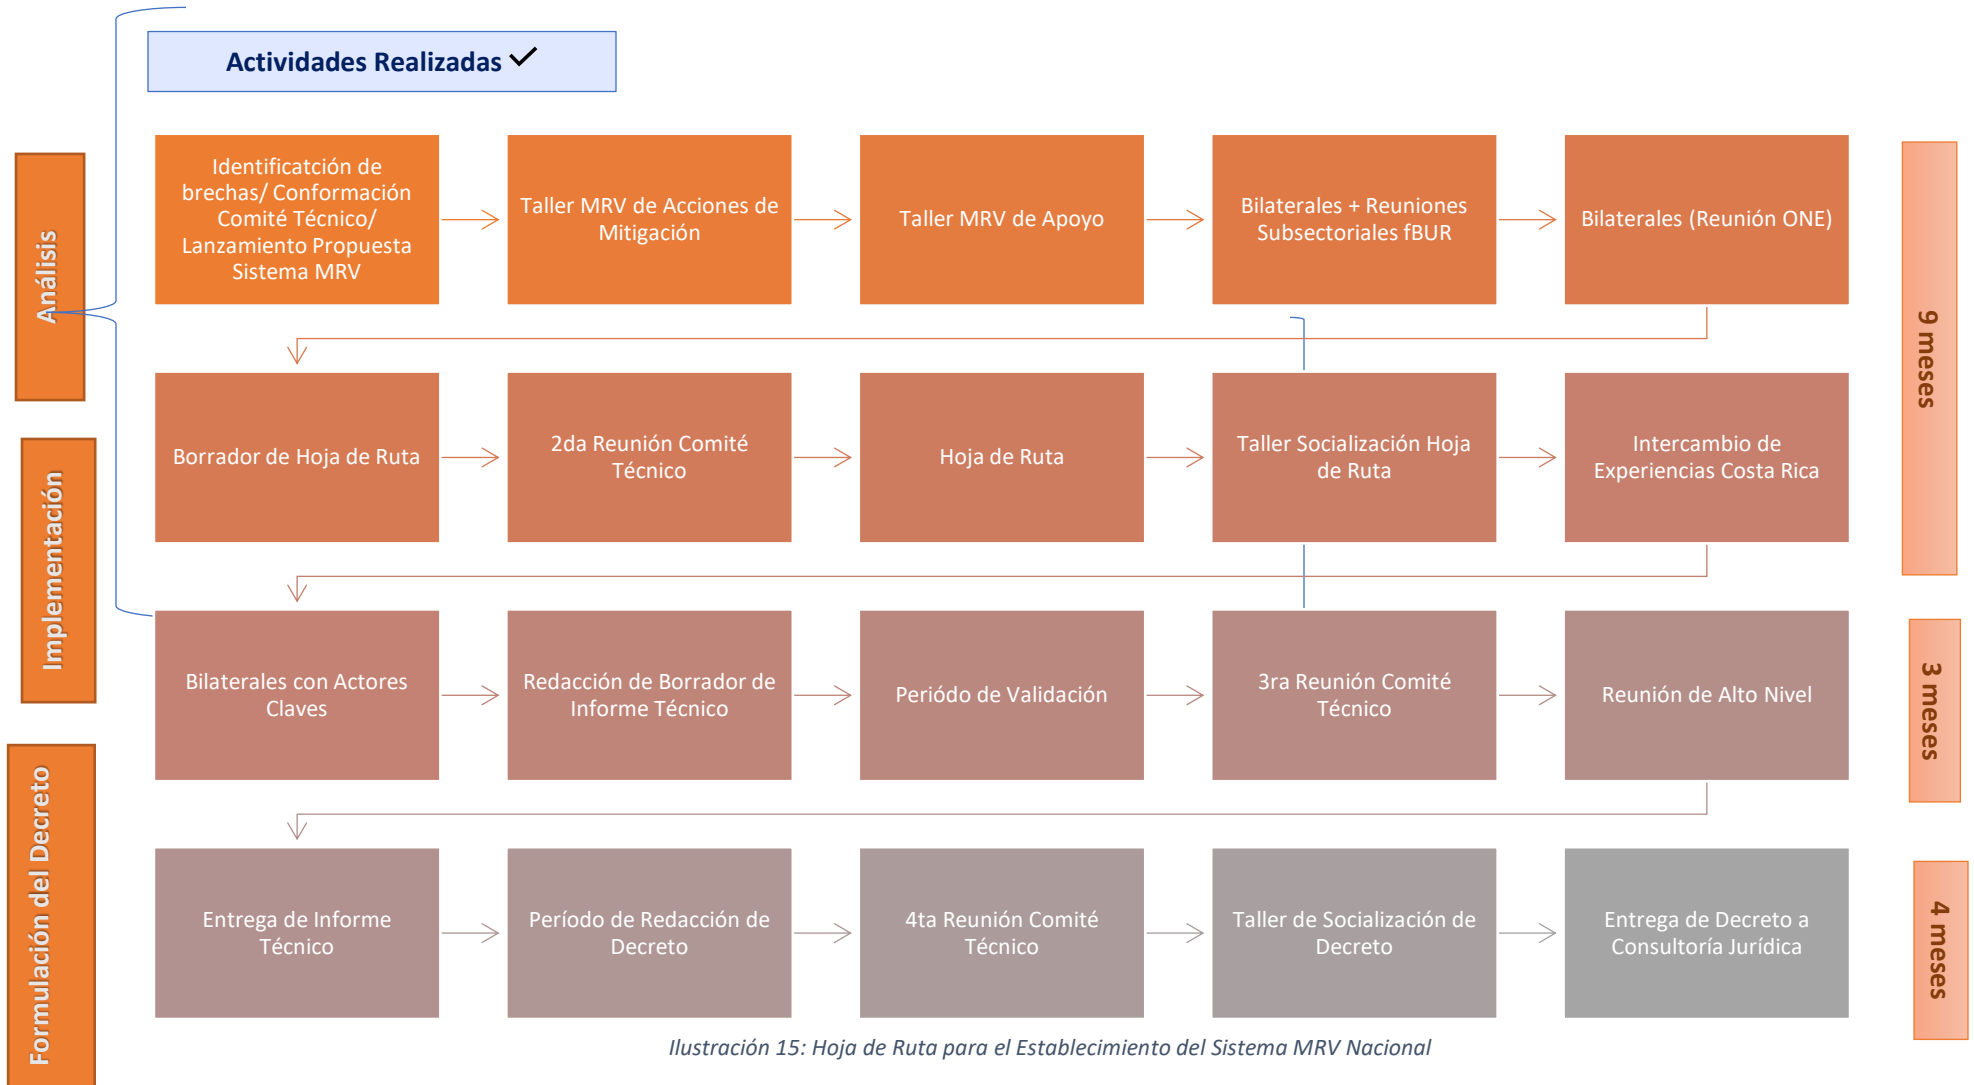 Actividades Realizadas ✓
Análisis
Identificatción de
brechas/ Conformación
Comité Técnico/
Lanzamiento Propuesta
Sistema MRV
Taller MRV de Acciones de
Mitigación
Taller MRV de Apoyo
Bilaterales + Reuniones
Subsectoriales fBUR
Bilaterales (Reunión ONE)
9 meses
Borrador de Hoja de Ruta
2da Reunión Comité
Técnico
Hoja de Ruta
Taller Socialización Hoja
de Ruta
Intercambio de
Experiencias Costa Rica
Implementación
Bilaterales con Actores
Claves
Redacción de Borrador de
Informe Técnico
Periódo de Validación
3ra Reunión Comité
Técnico
Reunión de Alto Nivel
3 meses
Formulación del Decreto
Entrega de Informe
Técnico
Período de Redacción de
Decreto
4ta Reunión Comité
Técnico
Taller de Socialización de
Decreto
Entrega de Decreto a
Consultoría Jurídica
4 meses
Ilustración 15: Hoja de Ruta para el Establecimiento del Sistema MRV Nacional